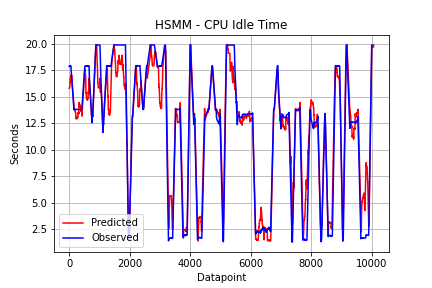 HSMM - CPU Idle Time
20.0
17.5
15.0
12.5
10.0
7.5
5.0
2.5
Seconds
Predicted
Observed
0 2000 4000 6000 8000 10000
Datapoint